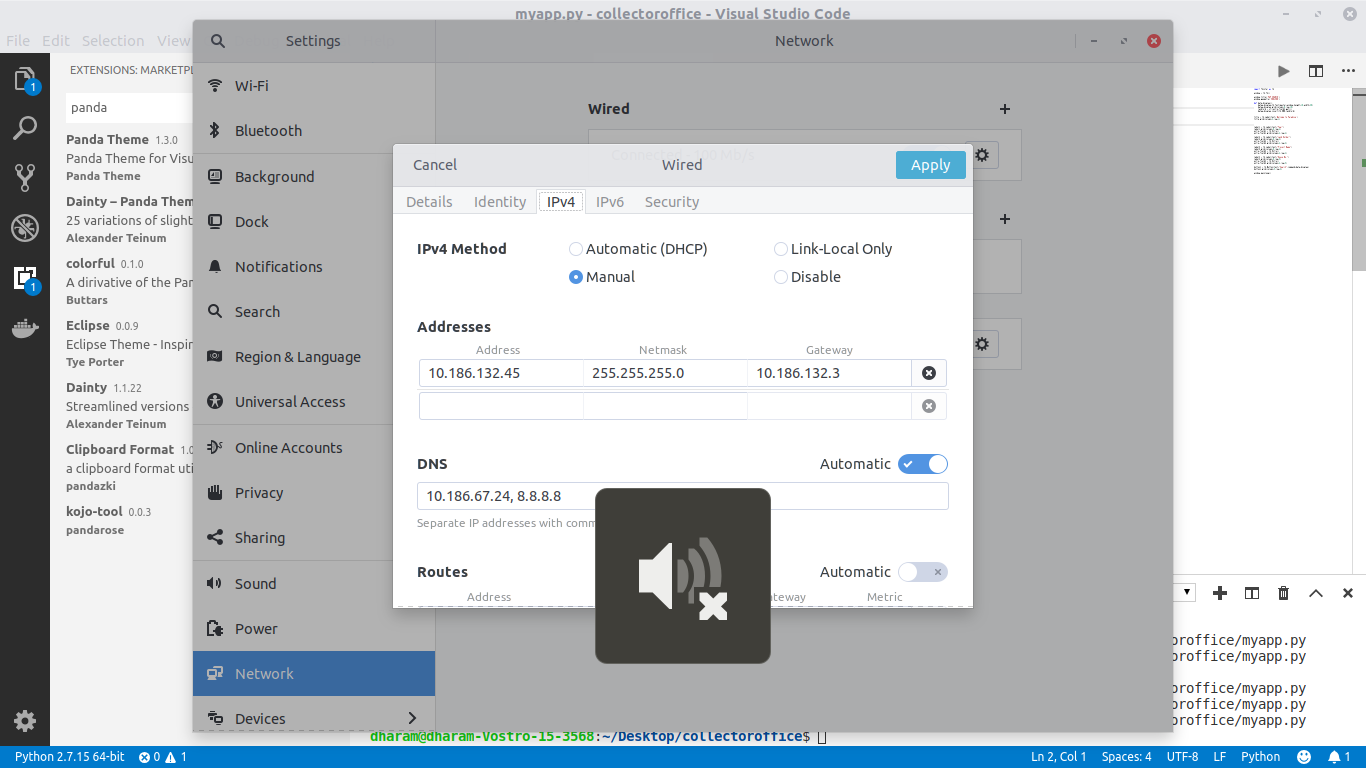 myapp.py - collectoroffice - Visual Studio Code
File Edit Selection View
Settings
Network
EXTENSIONS: MARKETPL
panda
Panda Theme 1.3.0
Panda Theme for Visu
Panda Theme
Dainty – Panda Them
25 variations of slight
Alexander Teinum
colorful 0.1.0
A dirivative of the Par
Buttars
Eclipse 0.0.9
Eclipse Theme - Inspir
Tye Porter
Dainty 1.1.22
Streamlined versions
Alexander Teinum
Clipboard Format 1.0
a clipboard format uti
pandazki
kojo-tool 0.0.3
pandarose
1
1
Wi-Fi
Bluetooth
Background
Dock
Notifications
Search
Region & Language
Universal Access
Online Accounts
Privacy
Sharing
Sound
Power
Network
Devices
Wired
Connected - 100 Mb/s
Cancel
Wired
Apply
Details Identity IPv4 IPv6 Security
IPv4 Method
Automatic (DHCP)
Link-Local Only
Manual
Disable
Addresses
Address Netmask Gateway
10.186.132.45 255.255.255.0 10.186.132.3
DNS
Automatic
10.186.67.24, 8.8.8.8
Separate IP addresses with comm
Routes
Automatic
Address ateway Metric
oroffice/myapp.py
oroffice/myapp.py
oroffice/myapp.py
oroffice/myapp.py
oroffice/myapp.py
dharam@dharam-Vostro-15-3568:~/Desktop/collectoroffice$
Python 2.7.15 64-bit 0 1
Ln 2, Col 1 Spaces: 4 UTF-8 LF Python 1